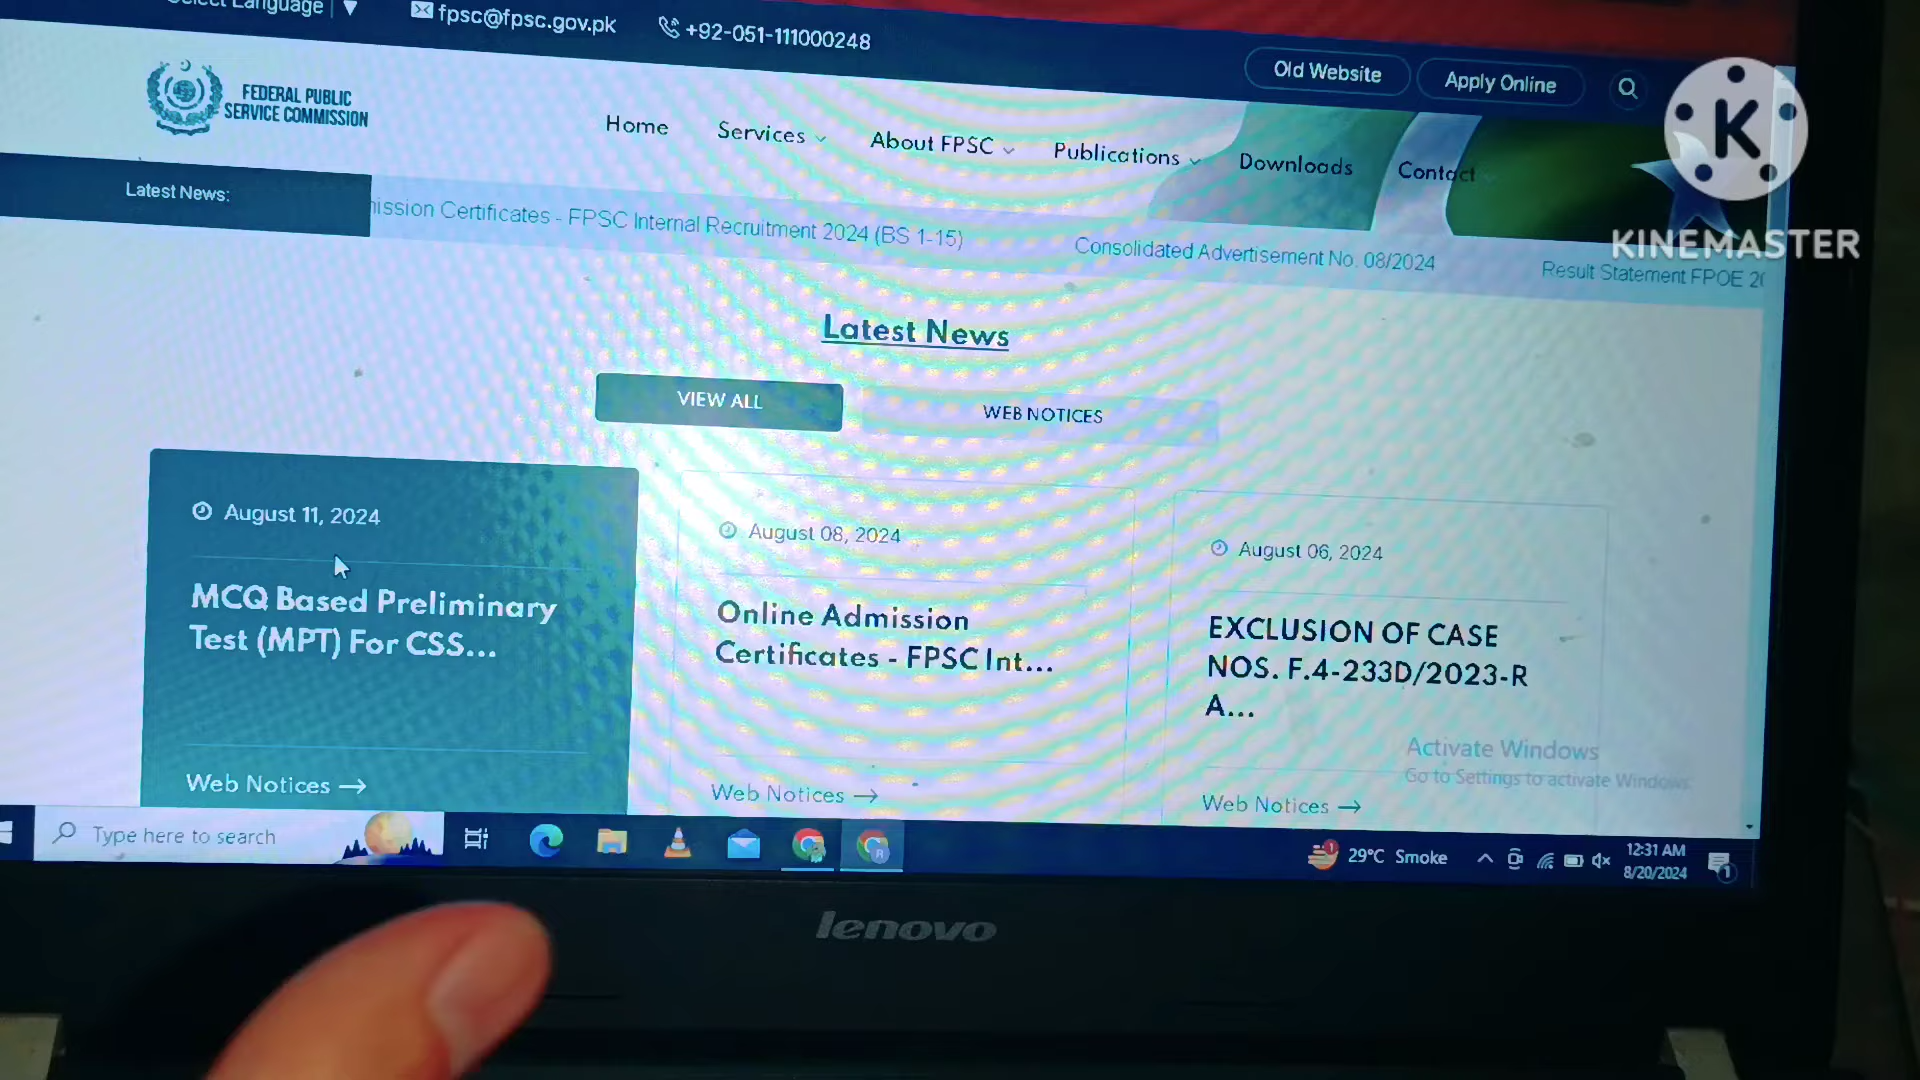 Language ▼
fpsc@fpsc.gov.pk
+92-051-111000248
Old Website
Apply Online
FEDERAL PUBLIC
SERVICE COMMISSION
Home
Services
About FPSC
Publications
Downloads
Contact
K
KINEMASTER
Latest News:
Certificates - FPSC Internal Recruitment 2024 (BS 1-15)
Consolidated Advertisement No. 08/2024
Result Statement FPOE
Latest News
VIEW ALL
WEB NOTICES
August 11, 2024
MCQ Based Preliminary
Test (MPT) For CSS...
Web Notices →
August 08, 2024
Online Admission
Certificates - FPSC Int...
Web Notices →
August 06, 2024
EXCLUSION OF CASE
NOS. F.4-233D/2023-R
A...
Web Notices →
Activate Windows
Go to Settings to activate Windows.
Type here to search
29°C Smoke
12:31 AM
8/20/2024
lenovo